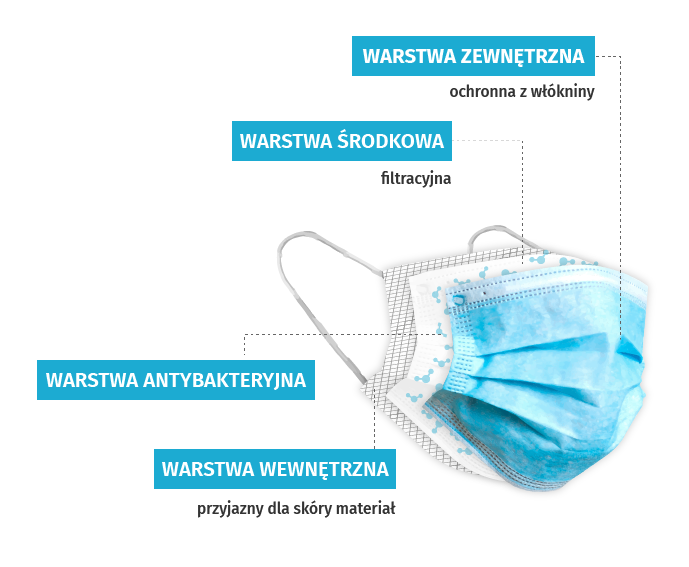 WARSTWA ZEWNĘTRZNA
ochronna z włókniny
WARSTWA ŚRODKOWA
filtracyjna
WARSTWA ANTYBAKTERYJNA
WARSTWA WEWNĘTRZNA
przyjazny dla skóry materiał